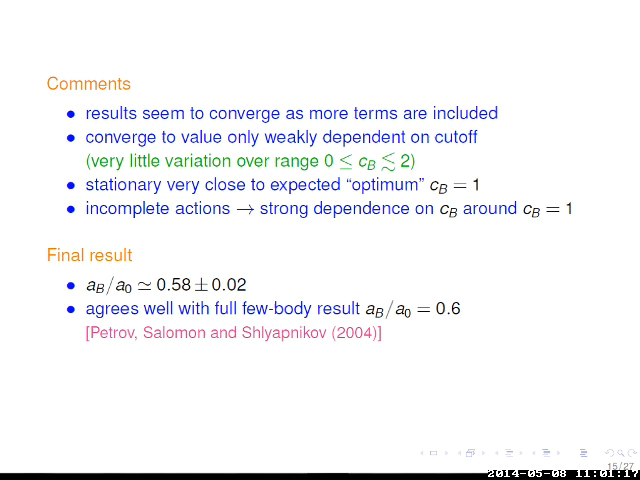 Comments
• results seem to converge as more terms are included
• converge to value only weakly dependent on cutoff
(very little variation over range 0 ≤ c_B ≲ 2)
• stationary very close to expected “optimum” c_B = 1
• incomplete actions → strong dependence on c_B around c_B = 1
Final result
• a_B/a_0 ≃ 0.58 ± 0.02
• agrees well with full few-body result a_B/a_0 = 0.6
[Petrov, Salomon and Shlyapnikov (2004)]
15/27
2014-05-08 11:01:17